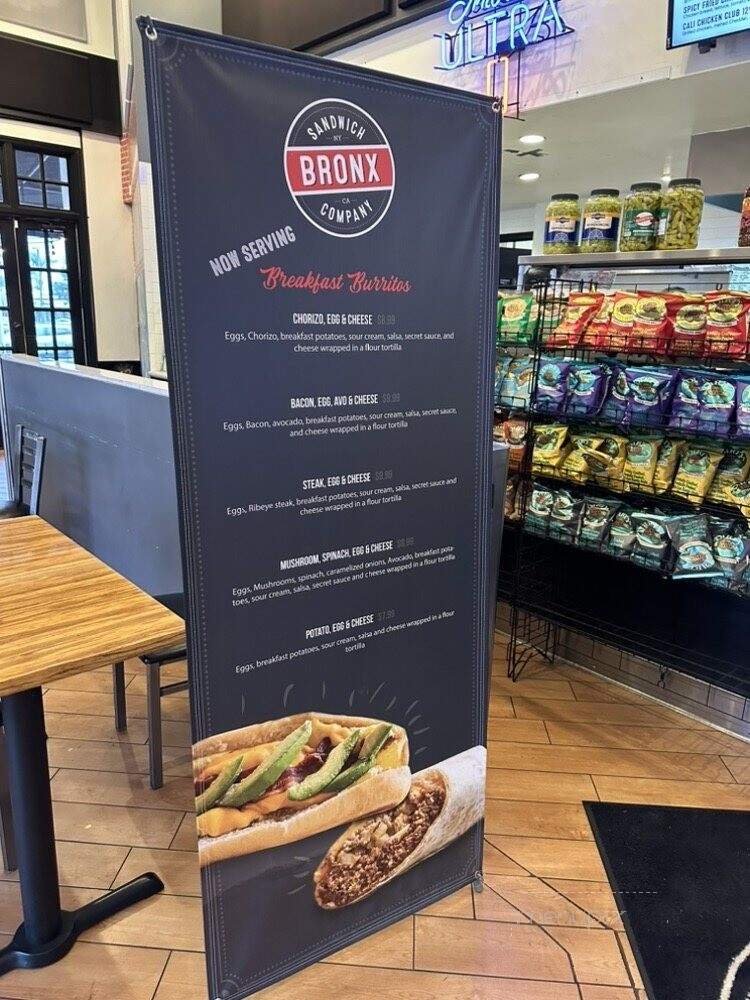 ULTRA
SPICY FRIED
CALI CHICKEN CLUB
SANDWICH
NY
BRONX
CA
COMPANY
NOW SERVING
Breakfast Burritos
CHORIZO, EGG & CHEESE $8.99
Eggs, Chorizo, breakfast potatoes, sour cream, salsa, secret sauce, and
cheese wrapped in a flour tortilla
BACON, EGG, AVO & CHEESE $8.99
Eggs, Bacon, avocado, breakfast potatoes, sour cream, salsa, secret sauce,
and cheese wrapped in a flour tortilla
STEAK, EGG & CHEESE $9.99
Eggs, Ribeye steak, breakfast potatoes, sour cream, salsa, secret sauce and
cheese wrapped in a flour tortilla
MUSHROOM, SPINACH, EGG & CHEESE $8.99
Eggs, Mushrooms, spinach, caramelized onions, Avocado, breakfast pota-
toes, sour cream, salsa, secret sauce and cheese wrapped in a flour tortilla
POTATO, EGG & CHEESE $7.99
Eggs, breakfast potatoes, sour cream, salsa and cheese wrapped in a flour
tortilla